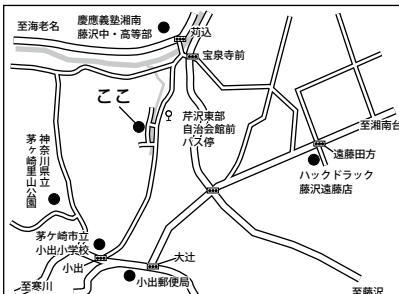 至海老名
慶應義塾湘南
藤沢中・高等部
苅込
宝泉寺前
ここ
芹沢東部
自治会館前
バス停
至湘南台
遠藤田方
ハックドラック
藤沢遠藤店
神奈川県立
茅ヶ崎里山公園
茅ケ崎市立
小出小学校
小出
大辻
小出郵便局
至寒川
至藤沢